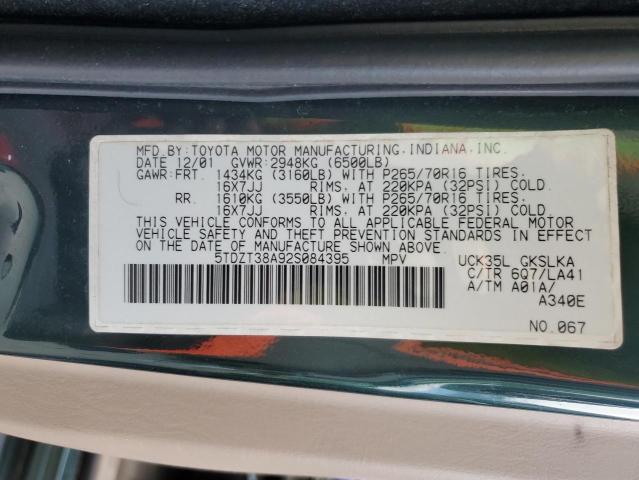 MFD.BY:TOYOTA MOTOR MANUFACTURING,INDIANA,INC.
DATE 12/01 GVWR:2948KG (6500LB)
GAWR:FRT. 1434KG (3160LB) WITH P265/70R16 TIRES.
16X7JJ RIMS, AT 220KPA (32PSI) COLD.
RR. 1610KG (3550LB) WITH P265/70R16 TIRES.
16X7JJ RIMS, AT 220KPA (32PSI) COLD.
THIS VEHICLE CONFORMS TO ALL APPLICABLE FEDERAL MOTOR
VEHICLE SAFETY AND THEFT PREVENTION STANDARDS IN EFFECT
ON THE DATE OF MANUFACTURE SHOWN ABOVE.
5TDZT38A92S084395 MPV UCK35L GKSLKA
C/TR 6Q7/LA41
A/TM A01A/
A340E
NO.067